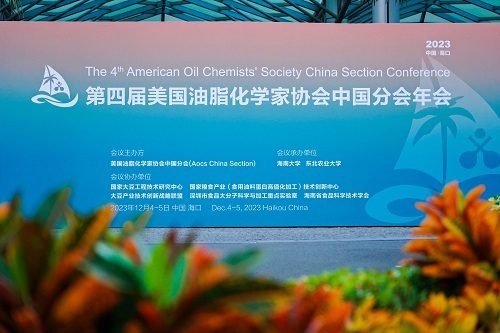 2023
中国·海口
The 4th American Oil Chemists' Society China Section Conference
第四届美国油脂化学家协会中国分会年会
会议主办方
美国油脂化学家协会中国分会(Aocs China Section)
会议承办单位
海南大学 东北农业大学
会议协办单位
国家大豆工程技术研究中心 国家粮食产业(食用油料蛋白高值化加工)技术创新中心
大豆产业技术创新战略联盟 深圳市食品大分子科学与加工重点实验室 海南省食品科学技术学会
2023年12月4-5日 中国 海口 / Dec.4-5, 2023 Haikou China